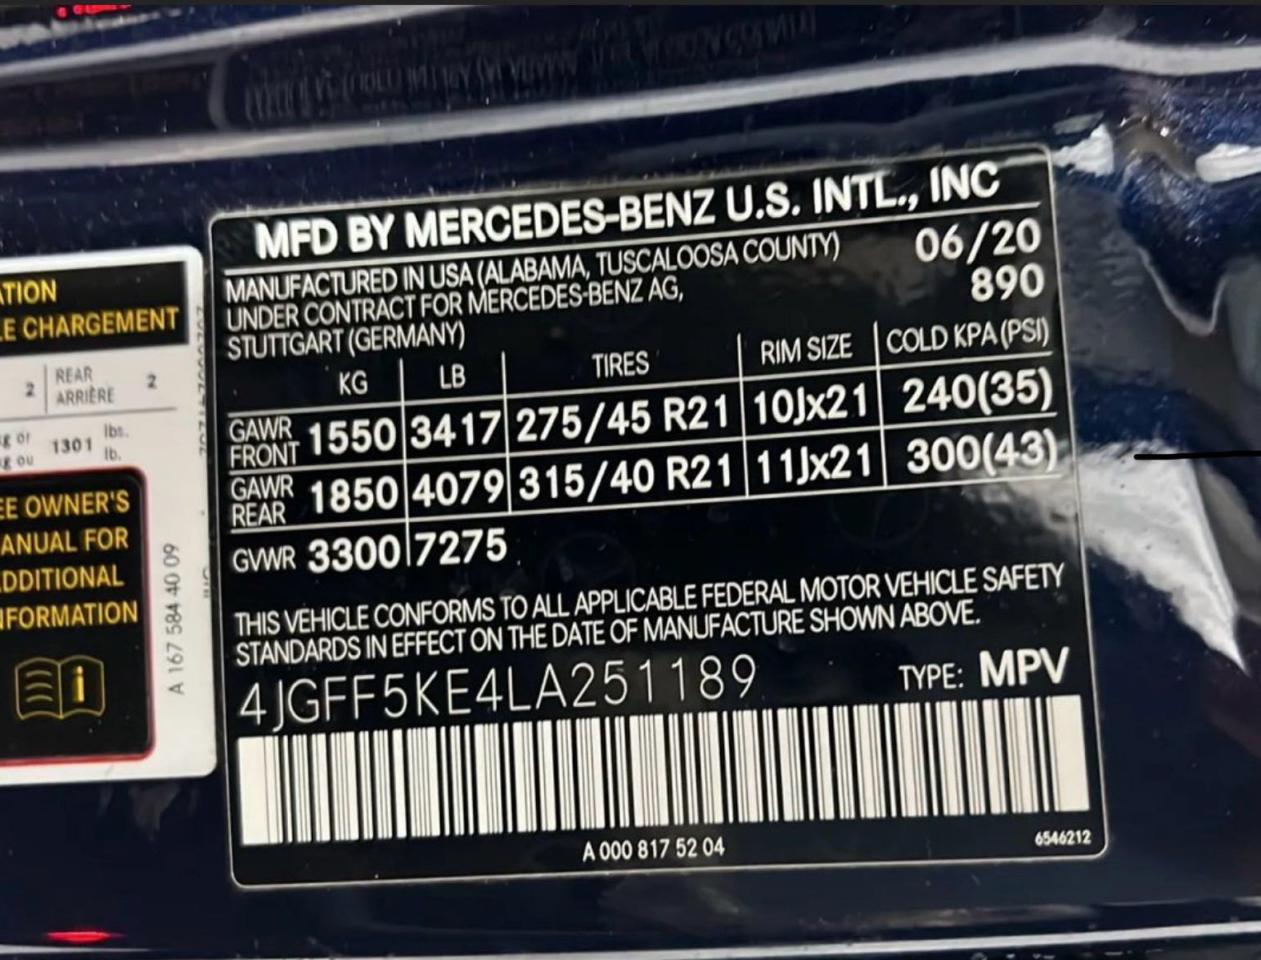 MFD BY MERCEDES-BENZ U.S. INTL., INC
MANUFACTURED IN USA (ALABAMA, TUSCALOOSA COUNTY) 06/20
UNDER CONTRACT FOR MERCEDES-BENZ AG, 890
STUTTGART (GERMANY)
KG LB TIRES RIM SIZE COLD KPA (PSI)
GAWR FRONT 1550 3417 275/45 R21 10Jx21 240(35)
GAWR REAR 1850 4079 315/40 R21 11Jx21 300(43)
GVWR 3300 7275
THIS VEHICLE CONFORMS TO ALL APPLICABLE FEDERAL MOTOR VEHICLE SAFETY
STANDARDS IN EFFECT ON THE DATE OF MANUFACTURE SHOWN ABOVE.
4JGFF5KE4LA251189 TYPE: MPV
A 000 817 52 04 6546212
ATION
E CHARGEMENT
2 REAR 2
ARRIÈRE
g or 1301 lbs.
g ou lb.
EE OWNER'S
ANUAL FOR
DDITIONAL
NFORMATION
A 167 584 40 09